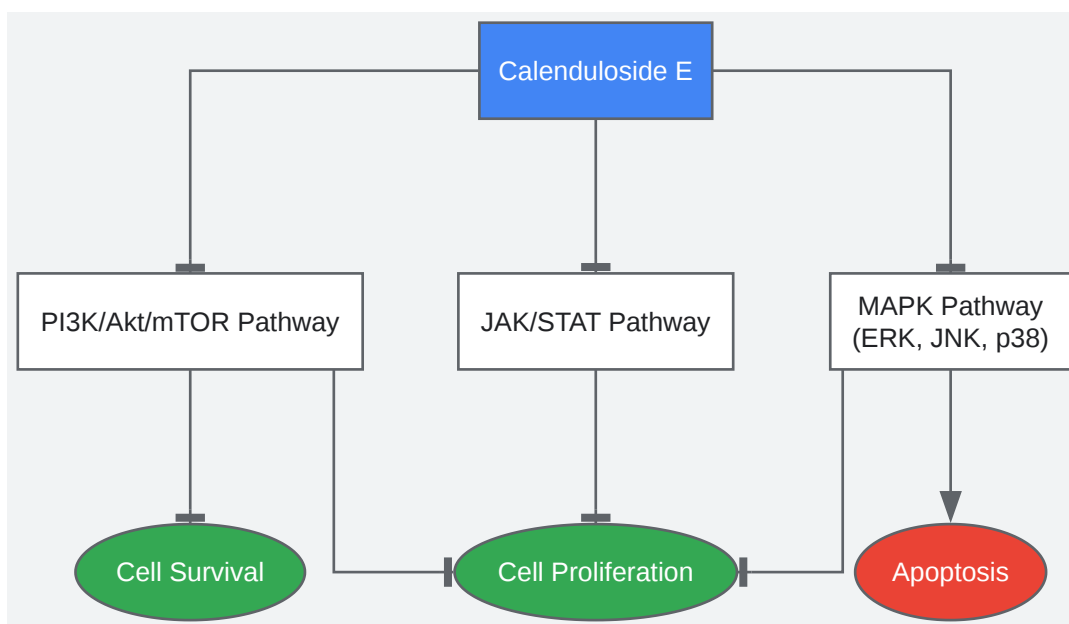 Calenduloside E
PI3K/Akt/mTOR Pathway
JAK/STAT Pathway
MAPK Pathway
(ERK, JNK, p38)
Cell Survival
Cell Proliferation
Apoptosis